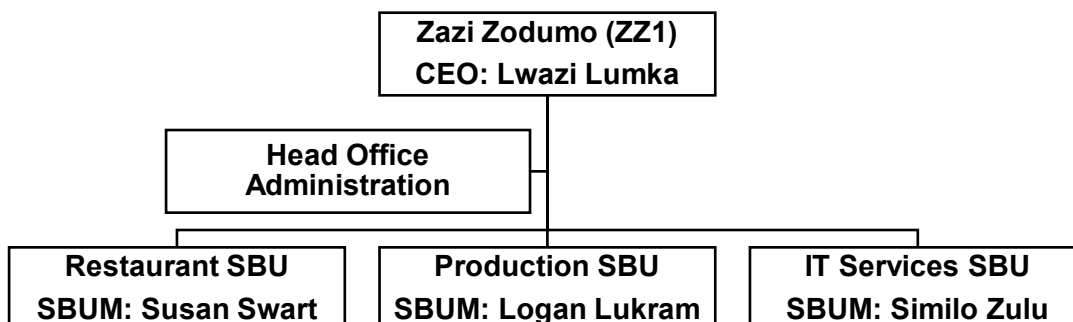 Zazi Zodumo (ZZ1)
CEO: Lwazi Lumka
Head Office
Administration
Restaurant SBU
SBUM: Susan Swart
Production SBU
SBUM: Logan Lukram
IT Services SBU
SBUM: Similo Zulu